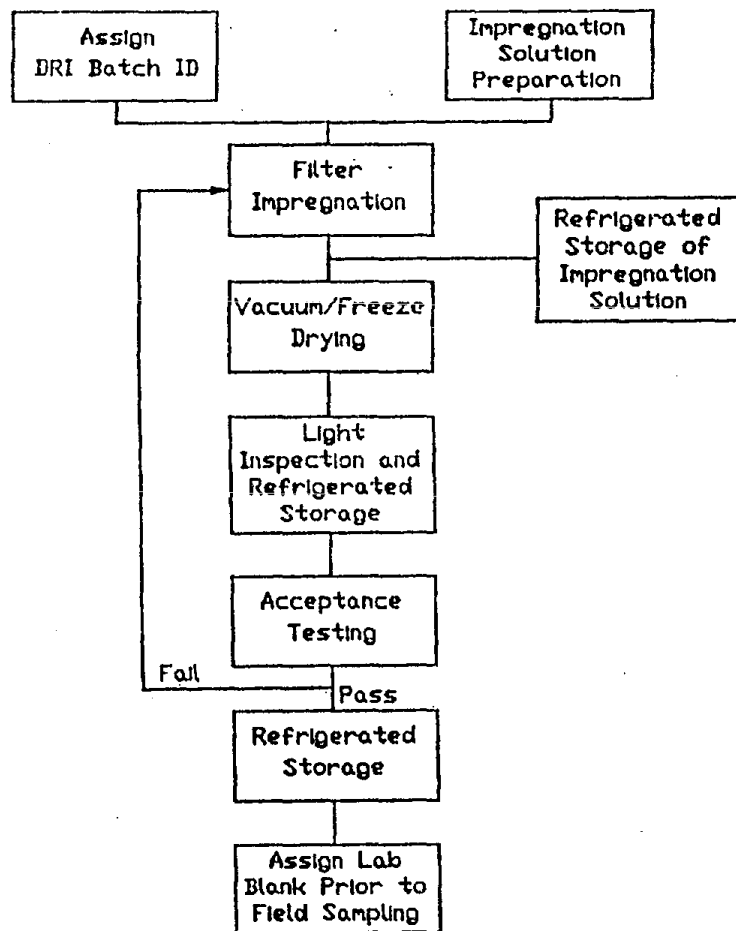 Assign
DRI Batch ID
Impregnation
Solution
Preparation
Filter
Impregnation
Refrigerated
Storage of
Impregnation
Solution
Vacuum/Freeze
Drying
Light
Inspection and
Refrigerated
Storage
Acceptance
Testing
Fail
Pass
Refrigerated
Storage
Assign Lab
Blank Prior to
Field Sampling